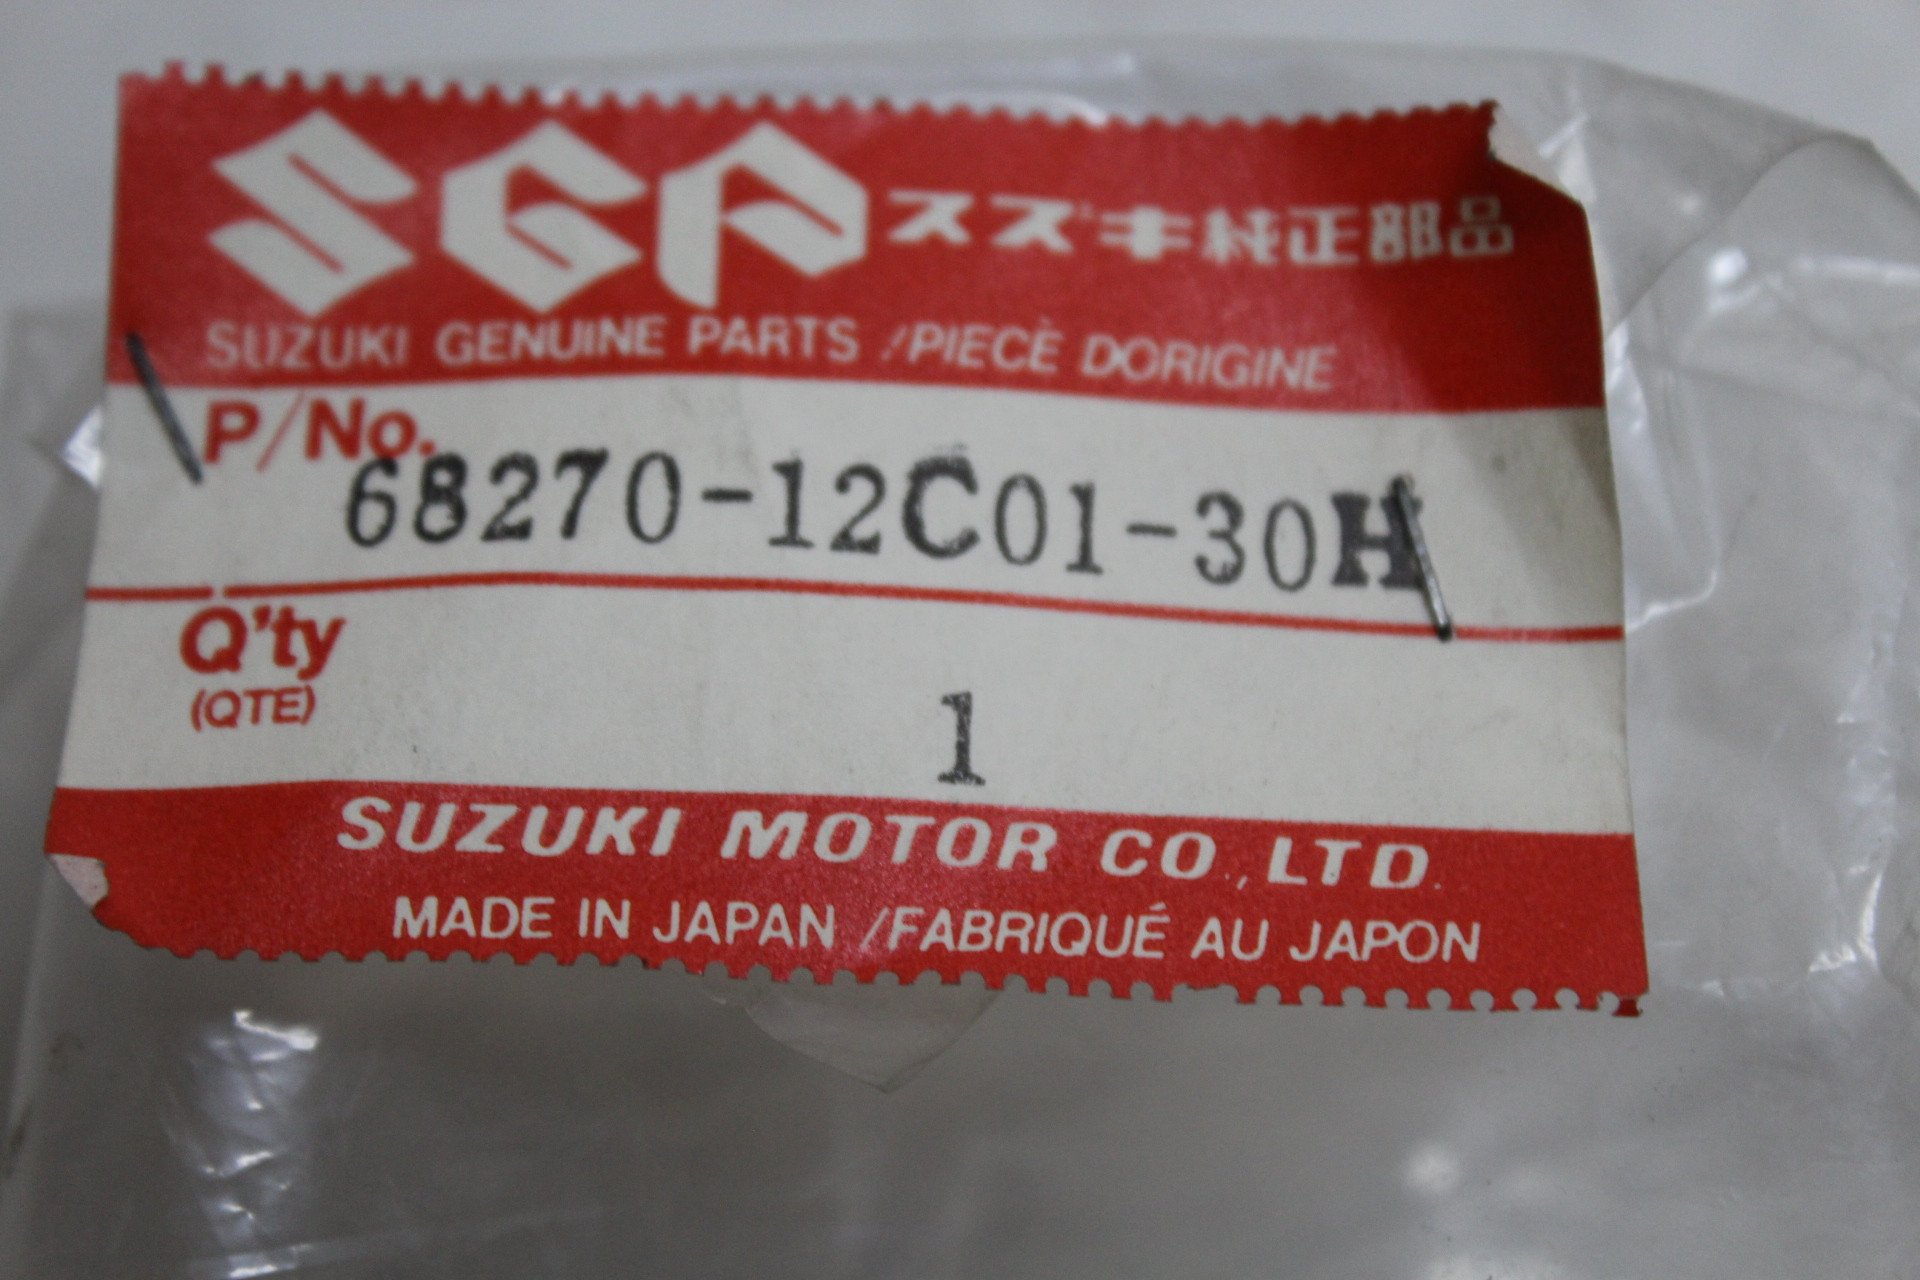 SGP スズキ純正部品
SUZUKI GENUINE PARTS /PIECÈ DORIGINE
P/No.
68270-12C01-30H
Q'ty
(QTE)
1
SUZUKI MOTOR CO.,LTD.
MADE IN JAPAN /FABRIQUÉ AU JAPON